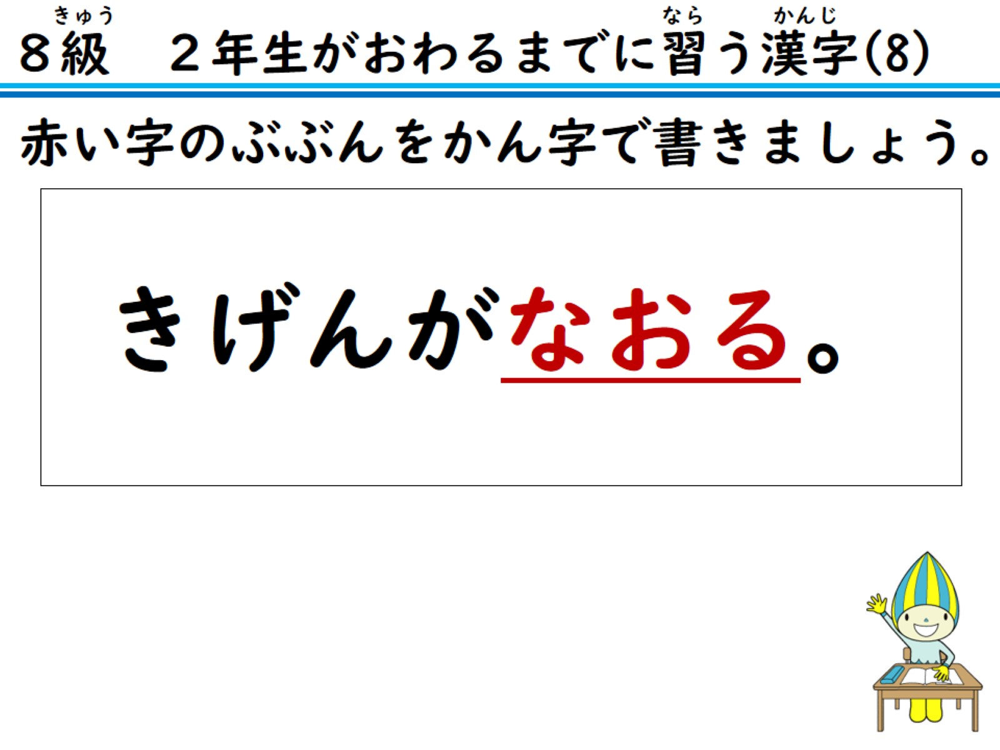 きゅう なら かんじ
８級　２年生がおわるまでに習う漢字(8)
赤い字のぶぶんをかん字で書きましょう。
きげんがなおる。